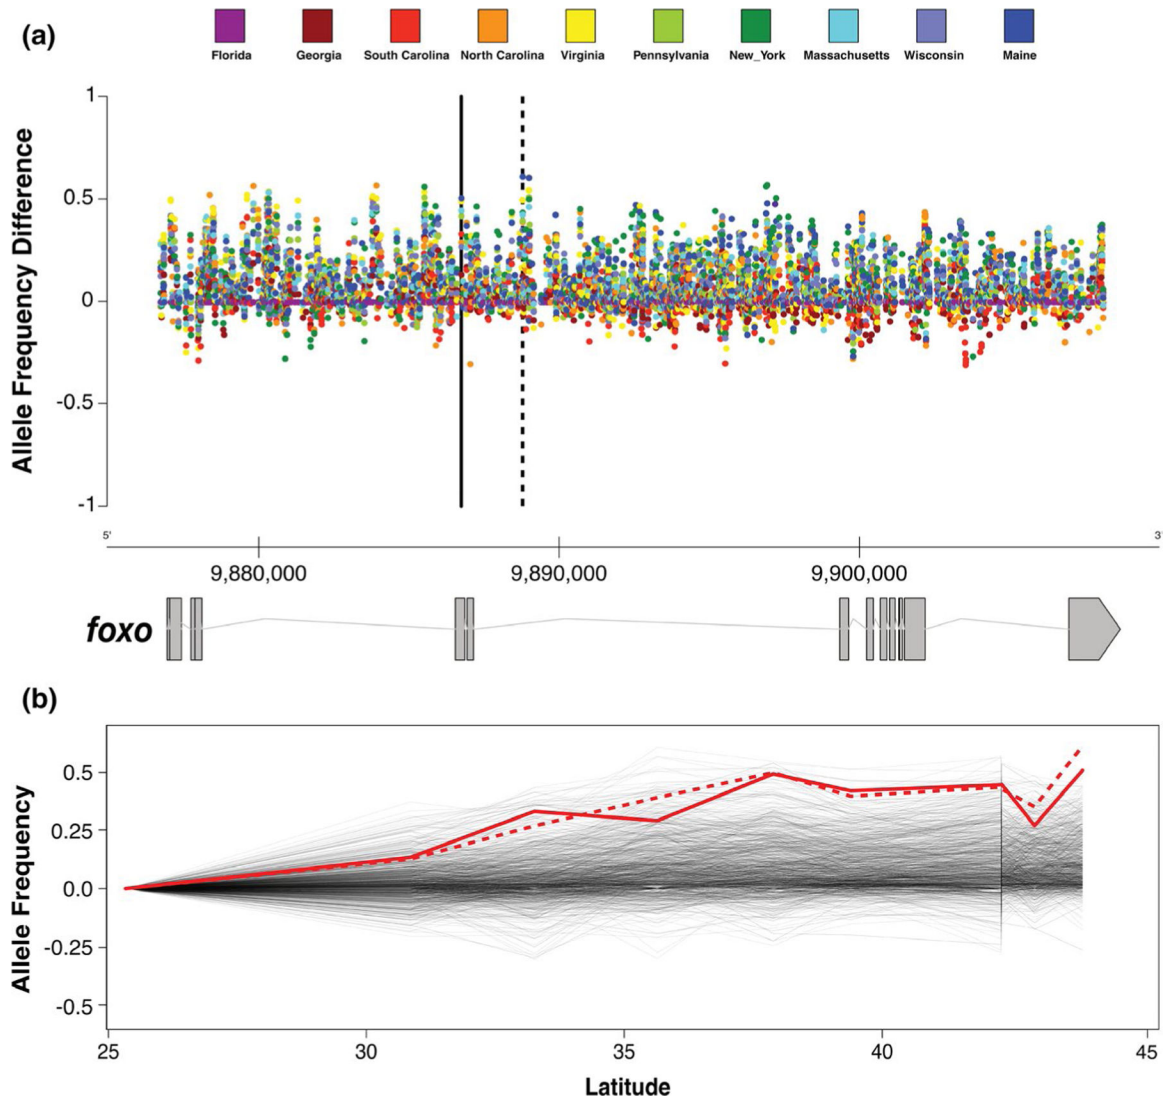 (a)
Florida Georgia South Carolina North Carolina Virginia Pennsylvania New_York Massachusetts Wisconsin Maine
Allele Frequency Difference
1
0.5
0
-0.5
-1
5' 3'
9,880,000 9,890,000 9,900,000
foxo
(b)
Allele Frequency
0.5
0.25
0.0
-0.25
-0.5
25 30 35 40 45
Latitude